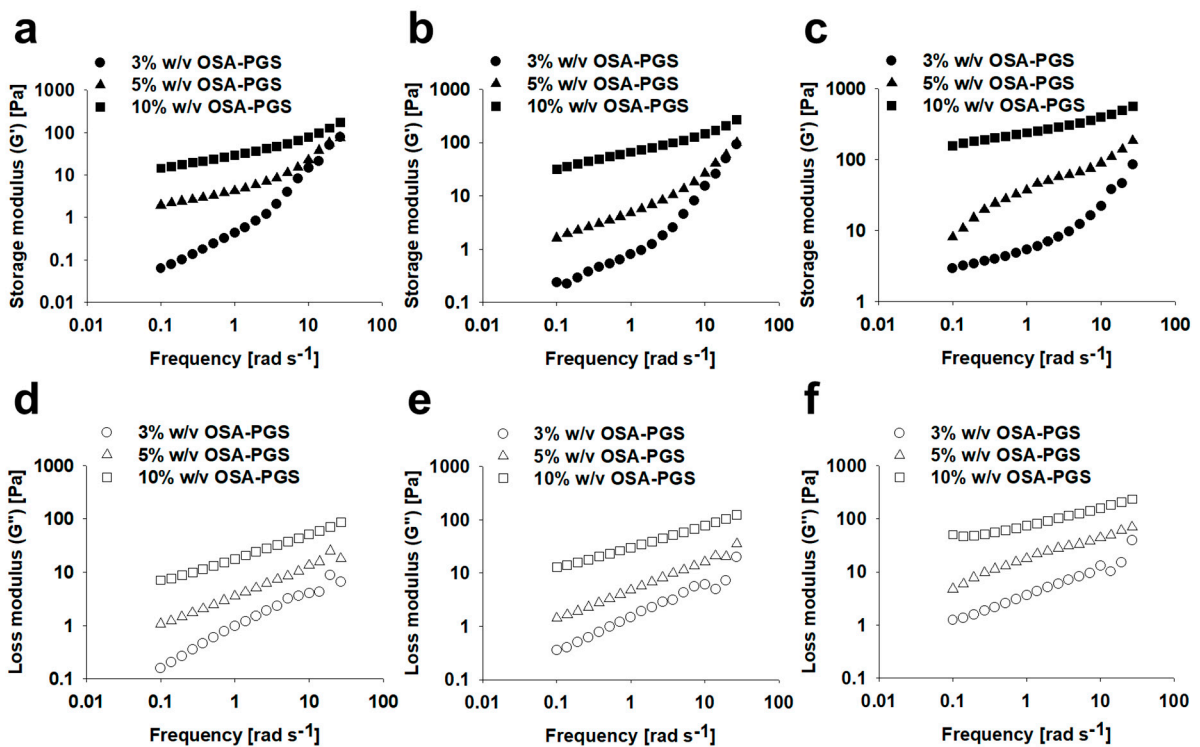 a
3% w/v OSA-PGS
5% w/v OSA-PGS
10% w/v OSA-PGS
Storage modulus (G') [Pa]
1000
100
10
1
0.1
0.01
0.01 0.1 1 10 100
Frequency [rad s-1]
b
3% w/v OSA-PGS
5% w/v OSA-PGS
10% w/v OSA-PGS
Storage modulus (G') [Pa]
1000
100
10
1
0.1
0.01 0.1 1 10 100
Frequency [rad s-1]
c
3% w/v OSA-PGS
5% w/v OSA-PGS
10% w/v OSA-PGS
Storage modulus (G') [Pa]
1000
100
10
1
0.01 0.1 1 10 100
Frequency [rad s-1]
d
3% w/v OSA-PGS
5% w/v OSA-PGS
10% w/v OSA-PGS
Loss modulus (G'') [Pa]
1000
100
10
1
0.1
0.01 0.1 1 10 100
Frequency [rad s-1]
e
3% w/v OSA-PGS
5% w/v OSA-PGS
10% w/v OSA-PGS
Loss modulus (G'') [Pa]
1000
100
10
1
0.1
0.01 0.1 1 10 100
Frequency [rad s-1]
f
3% w/v OSA-PGS
5% w/v OSA-PGS
10% w/v OSA-PGS
Loss modulus (G'') [Pa]
1000
100
10
1
0.1
0.01 0.1 1 10 100
Frequency [rad s-1]